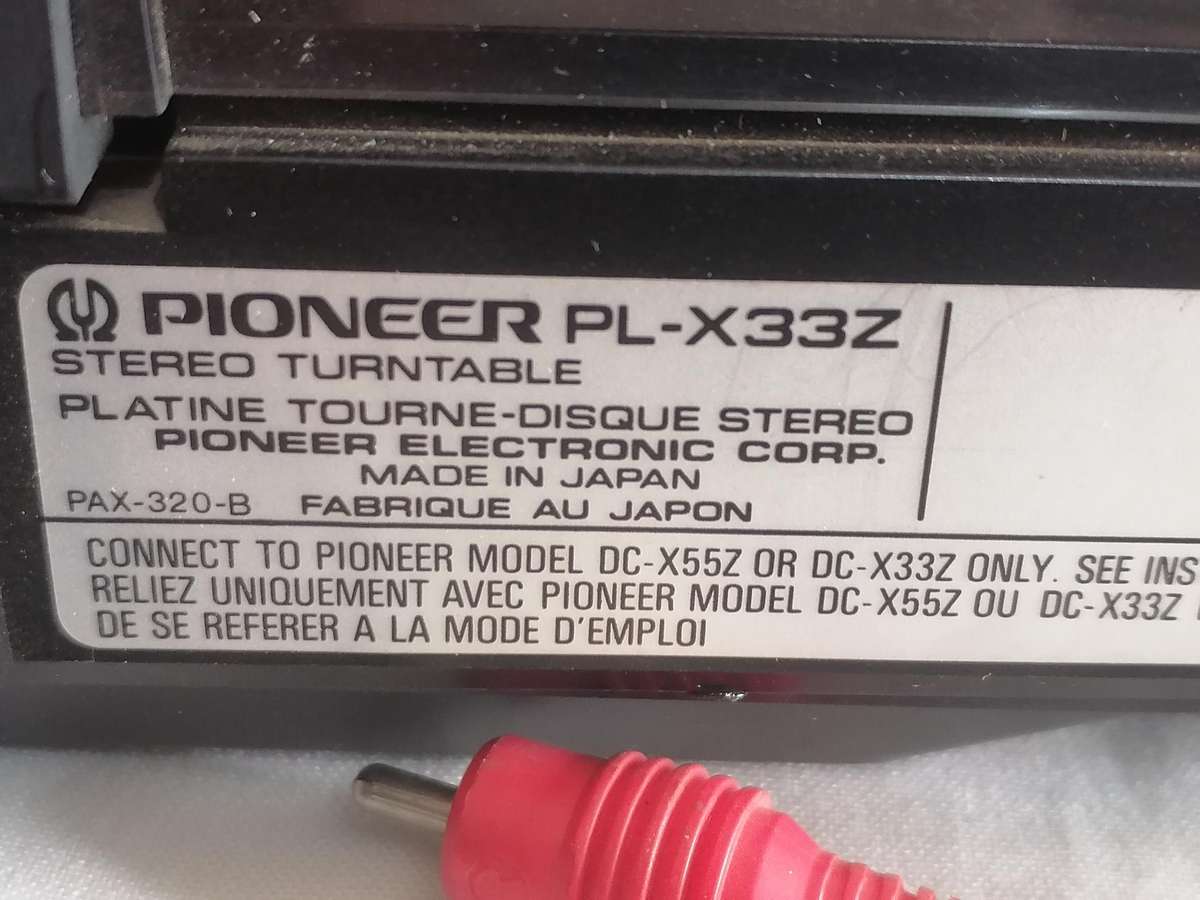 PIONEER PL-X33Z
STEREO TURNTABLE
PLATINE TOURNE-DISQUE STEREO
PIONEER ELECTRONIC CORP.
MADE IN JAPAN
PAX-320-B FABRIQUE AU JAPON
CONNECT TO PIONEER MODEL DC-X55Z OR DC-X33Z ONLY. SEE INS
RELIEZ UNIQUEMENT AVEC PIONEER MODEL DC-X55Z OU DC-X33Z
DE SE REFERER A LA MODE D'EMPLOI